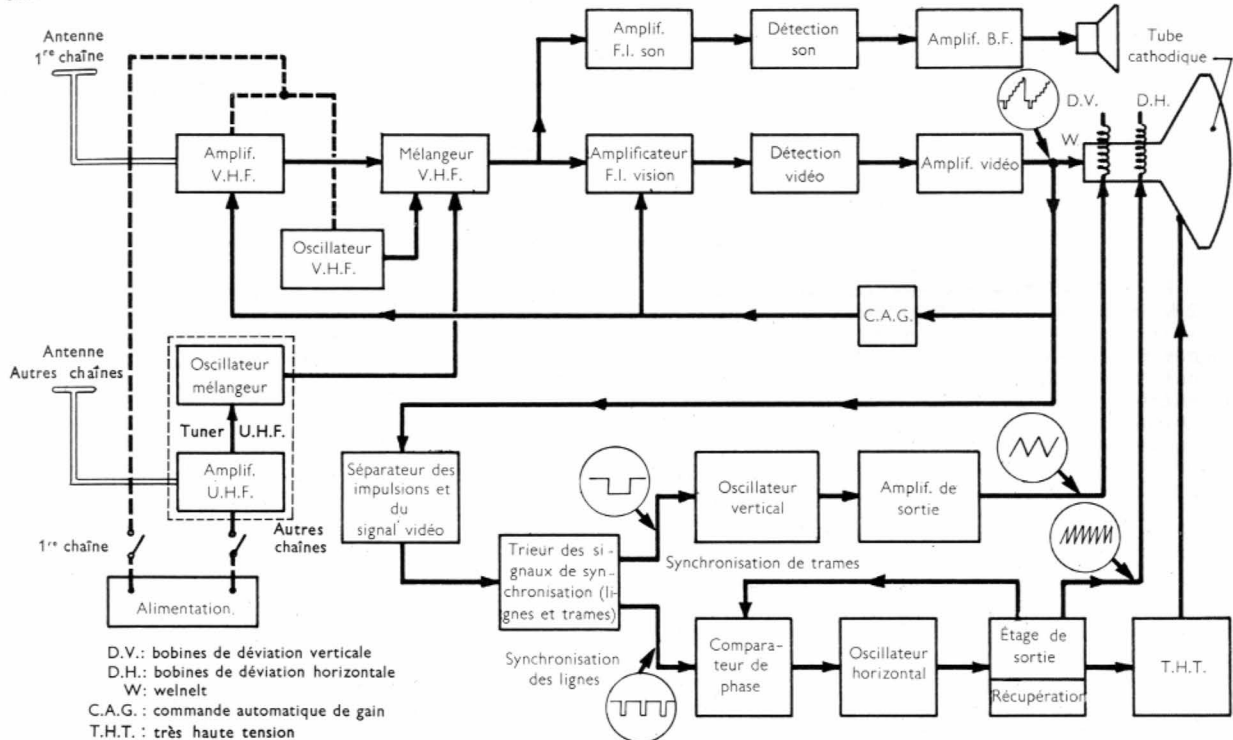 Antenne
1re chaîne
Amplif.
V.H.F.
Mélangeur
V.H.F.
Oscillateur
V.H.F.
Amplif.
F.I. son
Détection
son
Amplif. B.F.
Amplificateur
F.I. vision
Détection
vidéo
Amplif. vidéo
D.V.
D.H.
W
Tube
cathodique
C.A.G.
Antenne
Autres chaînes
Oscillateur
mélangeur
Tuner U.H.F.
Amplif.
U.H.F.
1re chaîne
Autres
chaînes
Alimentation.
Séparateur des
impulsions et
du
signal vidéo
Trieur des si-
gnaux de syn-
chronisation (li-
gnes et trames)
Oscillateur
vertical
Amplif. de
sortie
Synchronisation de trames
Synchronisation
des lignes
Compara-
teur de
phase
Oscillateur
horizontal
Étage de
sortie
Récupération
T.H.T.
D.V.: bobines de déviation verticale
D.H.: bobines de déviation horizontale
W: welnelt
C.A.G. : commande automatique de gain
T.H.T. : très haute tension